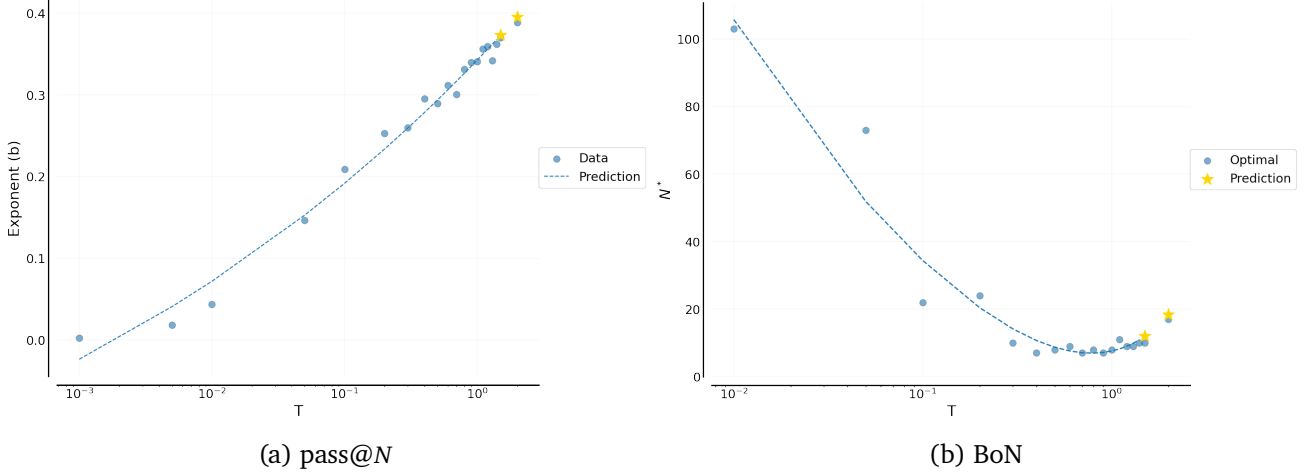 0.4
0.3
0.2
0.1
0.0
Exponent (b)
10⁻³
10⁻²
10⁻¹
10⁰
T
Data
Prediction
(a) pass@N
100
80
60
40
20
0
N*
10⁻²
10⁻¹
10⁰
T
Optimal
Prediction
(b) BoN